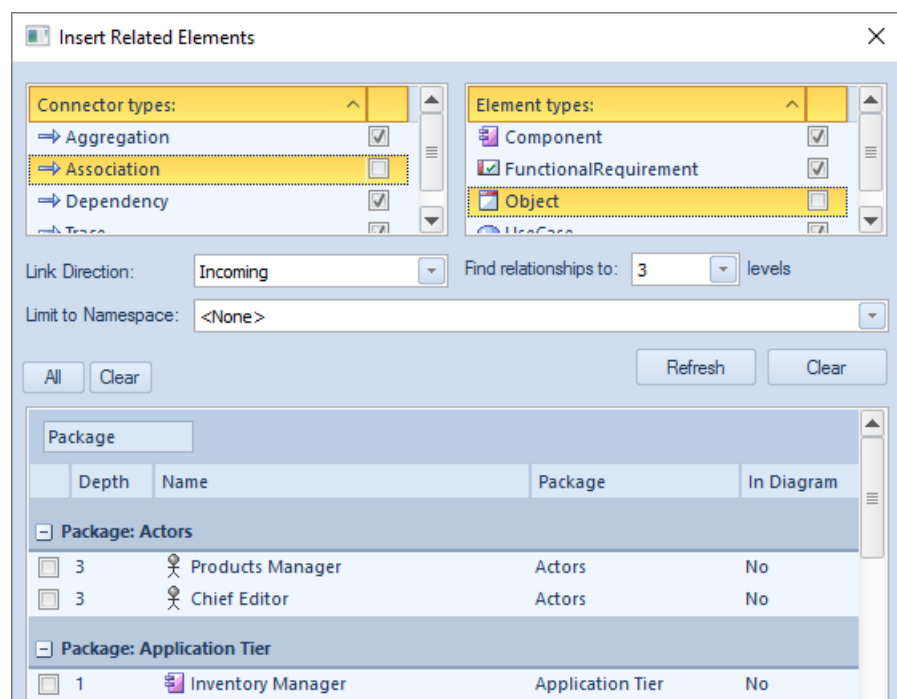 Insert Related Elements
Connector types:
Aggregation
Association
Dependency
Trace
Element types:
Component
FunctionalRequirement
Object
UseCase
Link Direction: Incoming
Find relationships to: 3 levels
Limit to Namespace: <None>
All Clear
Refresh Clear
Package
Depth Name Package In Diagram
Package: Actors
3 Products Manager Actors No
3 Chief Editor Actors No
Package: Application Tier
1 Inventory Manager Application Tier No